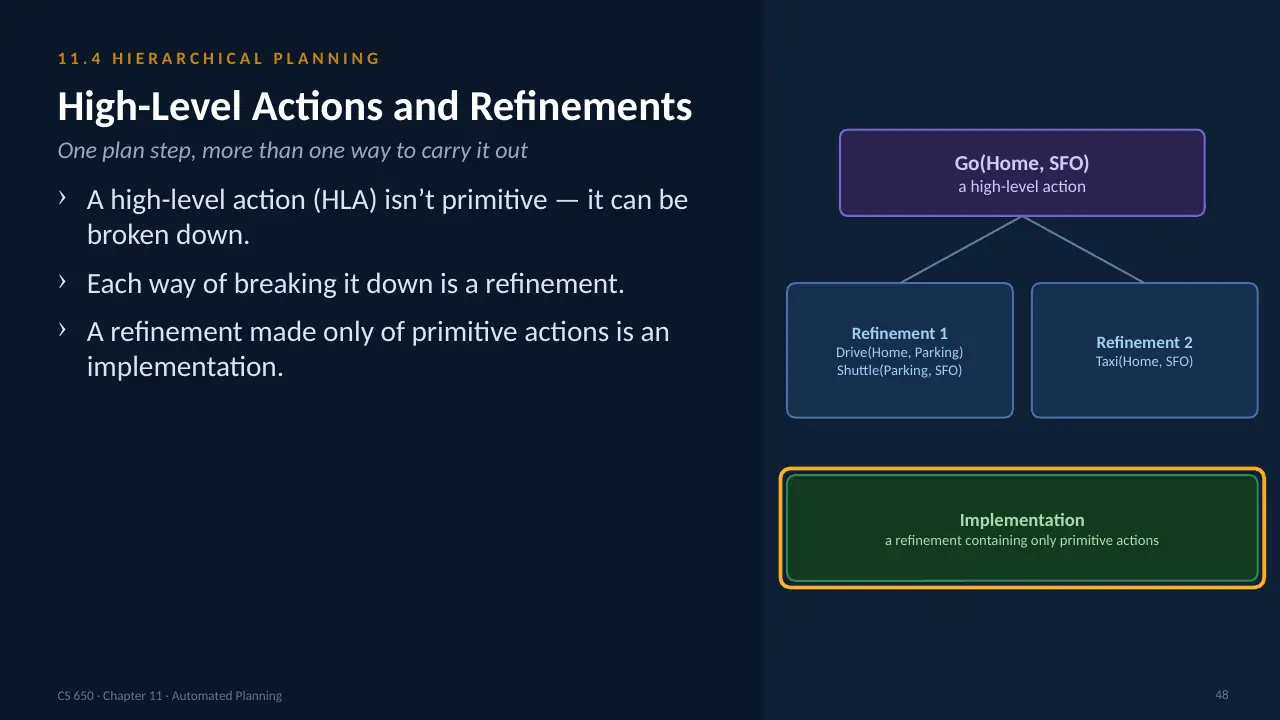 11.4 HIERARCHICAL PLANNING
High-Level Actions and Refinements
One plan step, more than one way to carry it out
› A high-level action (HLA) isn’t primitive — it can be
broken down.
› Each way of breaking it down is a refinement.
› A refinement made only of primitive actions is an
implementation.
Go(Home, SFO)
a high-level action
Refinement 1
Drive(Home, Parking)
Shuttle(Parking, SFO)
Refinement 2
Taxi(Home, SFO)
Implementation
a refinement containing only primitive actions
CS 650 · Chapter 11 · Automated Planning
48